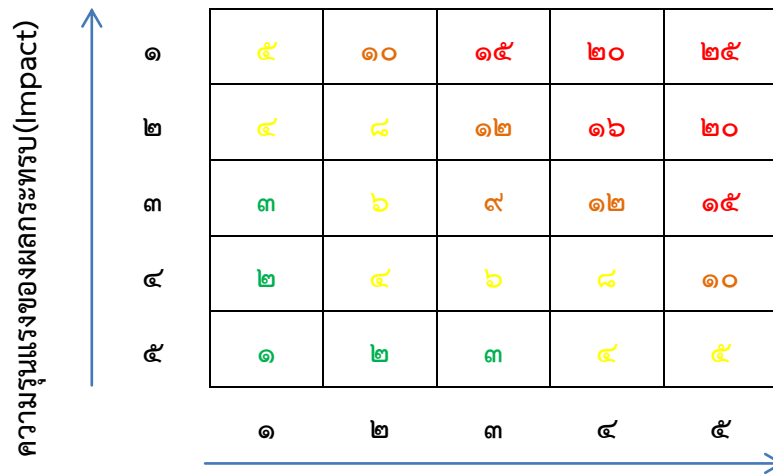 ความรุนแรงของผลกระทบ(Impact)
๑ ๕ ๑๐ ๑๕ ๒๐ ๒๕
๒ ๔ ๘ ๑๒ ๑๖ ๒๐
๓ ๓ ๖ ๙ ๑๒ ๑๕
๔ ๒ ๔ ๖ ๘ ๑๐
๕ ๑ ๒ ๓ ๔ ๕
๑ ๒ ๓ ๔ ๕